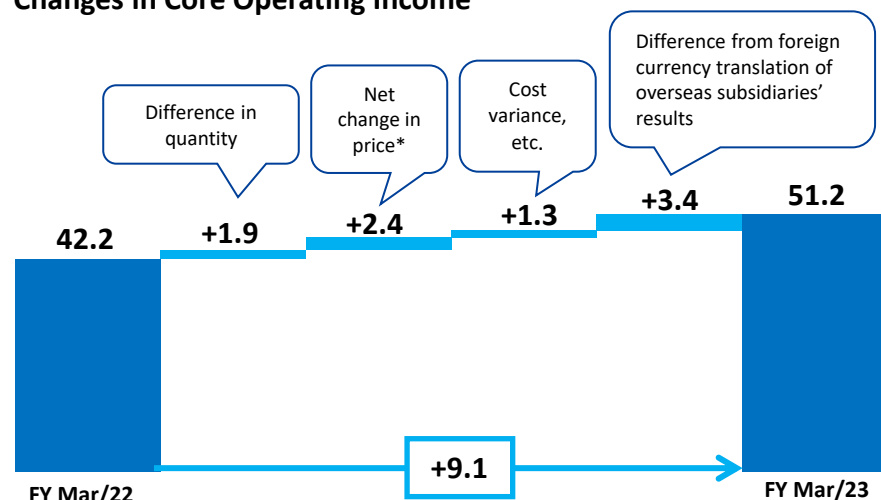 Changes in Core Operating Income
Difference in
quantity
Net
change in
price*
Cost
variance,
etc.
Difference from foreign
currency translation of
overseas subsidiaries’
results
42.2
+1.9
+2.4
+1.3
+3.4
51.2
+9.1
FY Mar/22
FY Mar/23